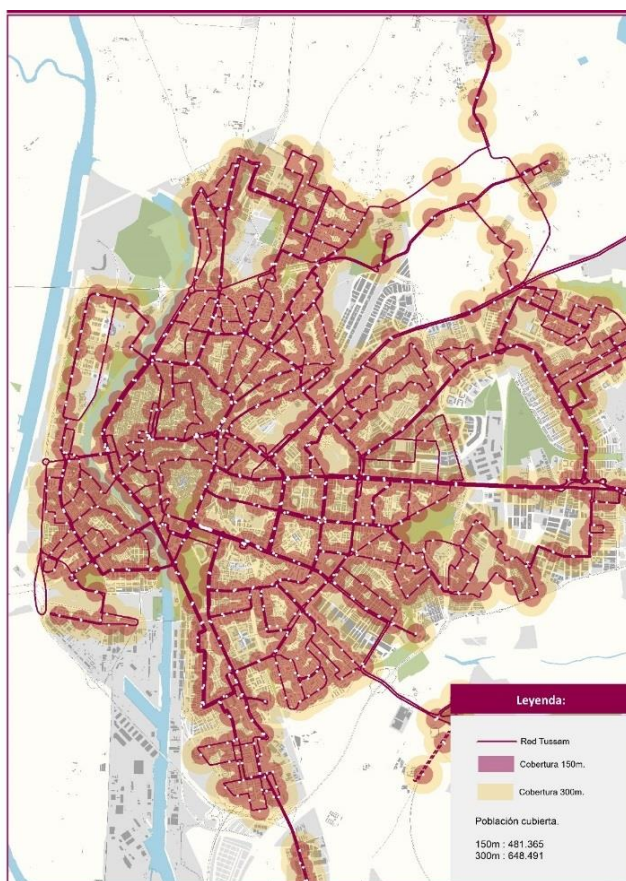 Leyenda:
Red Tussam
Cobertura 150m.
Cobertura 300m.
Población cubierta.
150m : 481.365
300m : 648.491